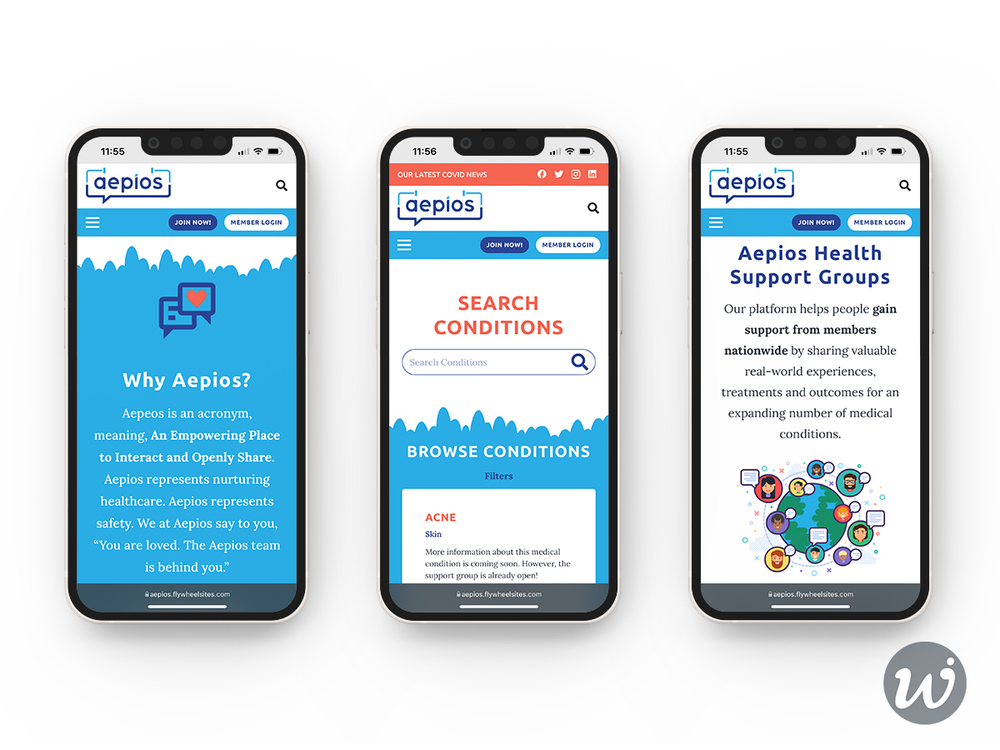 11:55
aepios
JOIN NOW!
MEMBER LOGIN
Why Aepios?
Aepeos is an acronym,
meaning, An Empowering Place
to Interact and Openly Share.
Aepios represents nurturing
healthcare. Aepios represents
safety. We at Aepios say to you,
“You are loved. The Aepios team
is behind you.”
aepios.flywheelsites.com
11:56
OUR LATEST COVID NEWS
aepios
JOIN NOW!
MEMBER LOGIN
SEARCH
CONDITIONS
Search Conditions
BROWSE CONDITIONS
Filters
ACNE
Skin
More information about this medical
condition is coming soon. However, the
support group is already open!
aepios.flywheelsites.com
11:55
aepios
JOIN NOW!
MEMBER LOGIN
Aepios Health
Support Groups
Our platform helps people gain
support from members
nationwide by sharing valuable
real-world experiences,
treatments and outcomes for an
expanding number of medical
conditions.
aepios.flywheelsites.com
w